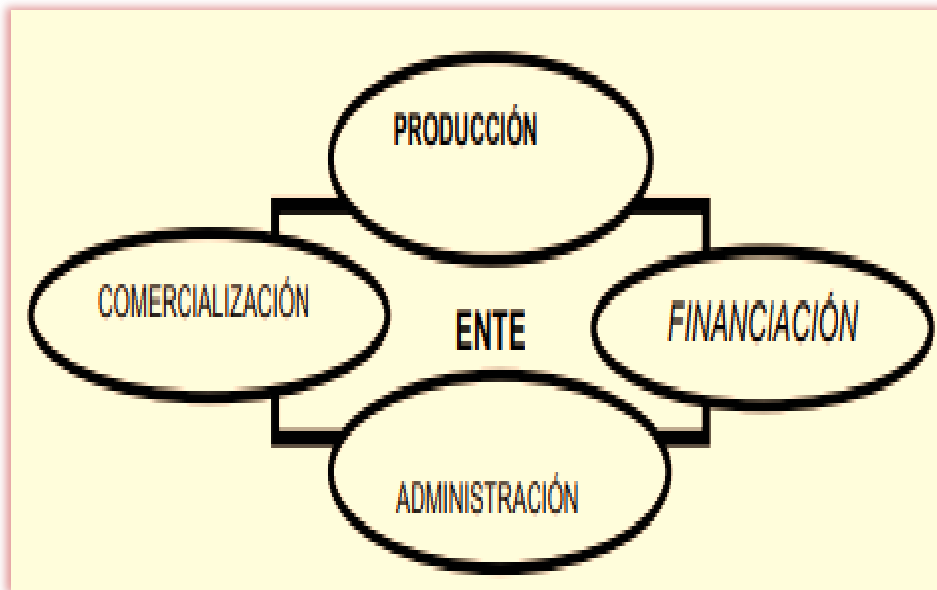 PRODUCCIÓN
COMERCIALIZACIÓN
ENTE
FINANCIACIÓN
ADMINISTRACIÓN